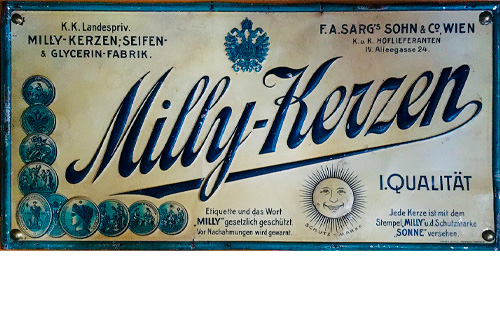 K.K. Landespriv.
MILLY-KERZEN; SEIFEN-
& GLYCERIN-FABRIK.
F. A. SARG's SOHN & Co, WIEN
K. u. K. HOFLIEFERANTEN
IV. Alleegasse 24.
Milly-Kerzen
I. QUALITÄT
Etiquette und das Wort
„MILLY" gesetzlich geschützt.
Vor Nachahmungen wird gewarnt.
SCHUTZ-MARKE
Jede Kerze ist mit dem
Stempel „MILLY" u. d. Schutzmarke
„SONNE" versehen.